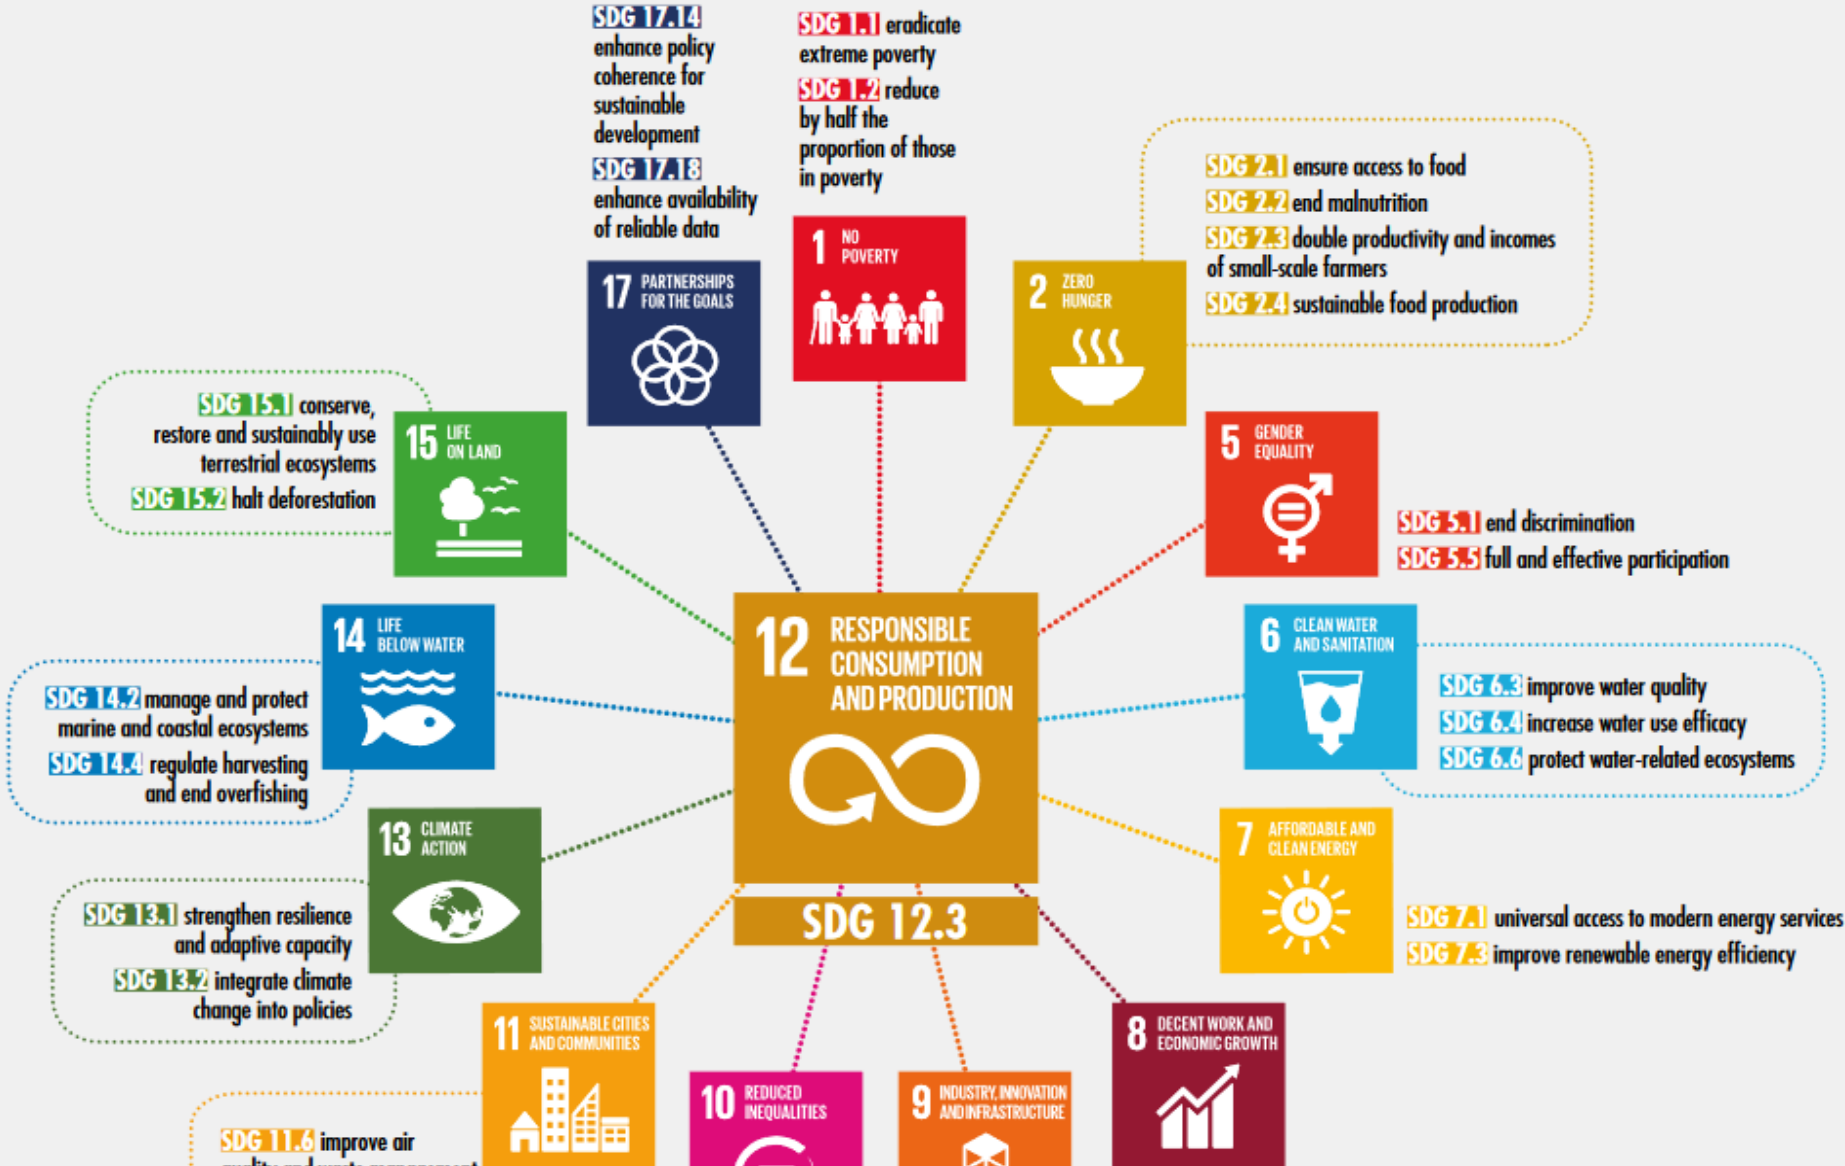 SDG 17.14
enhance policy
coherence for
sustainable
development
SDG 17.18
enhance availability
of reliable data
SDG 1.1 eradicate
extreme poverty
SDG 1.2 reduce
by half the
proportion of those
in poverty
SDG 2.1 ensure access to food
SDG 2.2 end malnutrition
SDG 2.3 double productivity and incomes
of small-scale farmers
SDG 2.4 sustainable food production
17 PARTNERSHIPS
FOR THE GOALS
1 NO
POVERTY
2 ZERO
HUNGER
SDG 15.1 conserve,
restore and sustainably use
terrestrial ecosystems
SDG 15.2 halt deforestation
15 LIFE
ON LAND
5 GENDER
EQUALITY
SDG 5.1 end discrimination
SDG 5.5 full and effective participation
14 LIFE
BELOW WATER
SDG 14.2 manage and protect
marine and coastal ecosystems
SDG 14.4 regulate harvesting
and end overfishing
12 RESPONSIBLE
CONSUMPTION
AND PRODUCTION
SDG 12.3
6 CLEAN WATER
AND SANITATION
SDG 6.3 improve water quality
SDG 6.4 increase water use efficacy
SDG 6.6 protect water-related ecosystems
13 CLIMATE
ACTION
SDG 13.1 strengthen resilience
and adaptive capacity
SDG 13.2 integrate climate
change into policies
7 AFFORDABLE AND
CLEAN ENERGY
SDG 7.1 universal access to modern energy services
SDG 7.3 improve renewable energy efficiency
11 SUSTAINABLE CITIES
AND COMMUNITIES
SDG 11.6 improve air
quality and waste management
10 REDUCED
INEQUALITIES
9 INDUSTRY, INNOVATION
AND INFRASTRUCTURE
8 DECENT WORK AND
ECONOMIC GROWTH